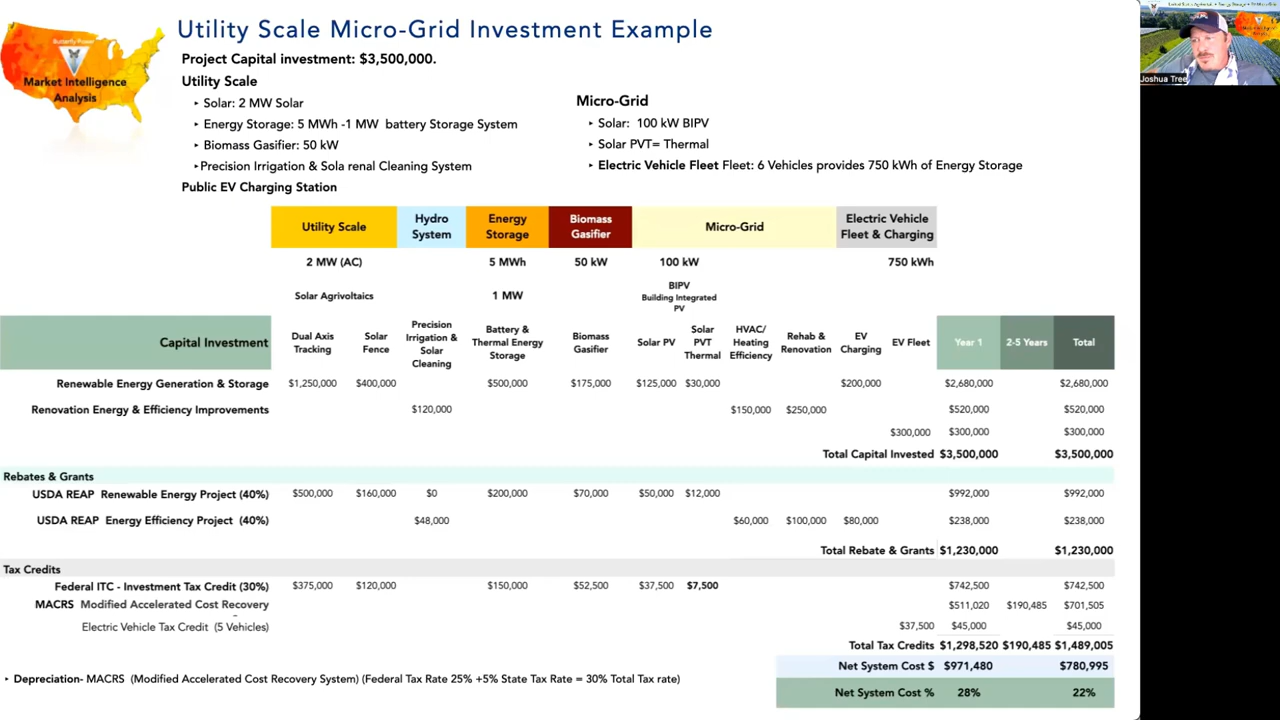 Utility Scale Micro-Grid Investment Example
Butterfly Power
Market Intelligence
Analysis
Project Capital investment: $3,500,000.
Utility Scale
‣ Solar: 2 MW Solar
‣ Energy Storage: 5 MWh -1 MW battery Storage System
‣ Biomass Gasifier: 50 kW
‣Precision Irrigation & Sola renal Cleaning System
Public EV Charging Station
Micro-Grid
‣ Solar: 100 kW BIPV
‣ Solar PVT= Thermal
‣ Electric Vehicle Fleet Fleet: 6 Vehicles provides 750 kWh of Energy Storage
Joshua Tree
Utility Scale Hydro System Energy Storage Biomass Gasifier Micro-Grid Electric Vehicle Fleet & Charging
2 MW (AC) 5 MWh 50 kW 100 kW 750 kWh
Solar Agrivoltaics 1 MW BIPV Building Integrated PV
Capital Investment Dual Axis Tracking Solar Fence Precision Irrigation & Solar Cleaning Battery & Thermal Energy Storage Biomass Gasifier Solar PV Solar PVT Thermal HVAC/ Heating Efficiency Rehab & Renovation EV Charging EV Fleet Year 1 2-5 Years Total
Renewable Energy Generation & Storage $1,250,000 $400,000 $500,000 $175,000 $125,000 $30,000 $200,000 $2,680,000 $2,680,000
Renovation Energy & Efficiency Improvements $120,000 $150,000 $250,000 $520,000 $520,000
$300,000 $300,000 $300,000
Total Capital Invested $3,500,000 $3,500,000
Rebates & Grants
USDA REAP Renewable Energy Project (40%) $500,000 $160,000 $0 $200,000 $70,000 $50,000 $12,000 $992,000 $992,000
USDA REAP Energy Efficiency Project (40%) $48,000 $60,000 $100,000 $80,000 $238,000 $238,000
Total Rebate & Grants $1,230,000 $1,230,000
Tax Credits
Federal ITC - Investment Tax Credit (30%) $375,000 $120,000 $150,000 $52,500 $37,500 $7,500 $742,500 $742,500
MACRS Modified Accelerated Cost Recovery $511,020 $190,485 $701,505
Electric Vehicle Tax Credit (5 Vehicles) $37,500 $45,000 $45,000
Total Tax Credits $1,298,520 $190,485 $1,489,005
Net System Cost $ $971,480 $780,995
‣ Depreciation- MACRS (Modified Accelerated Cost Recovery System) (Federal Tax Rate 25% +5% State Tax Rate = 30% Total Tax rate)
Net System Cost % 28% 22%